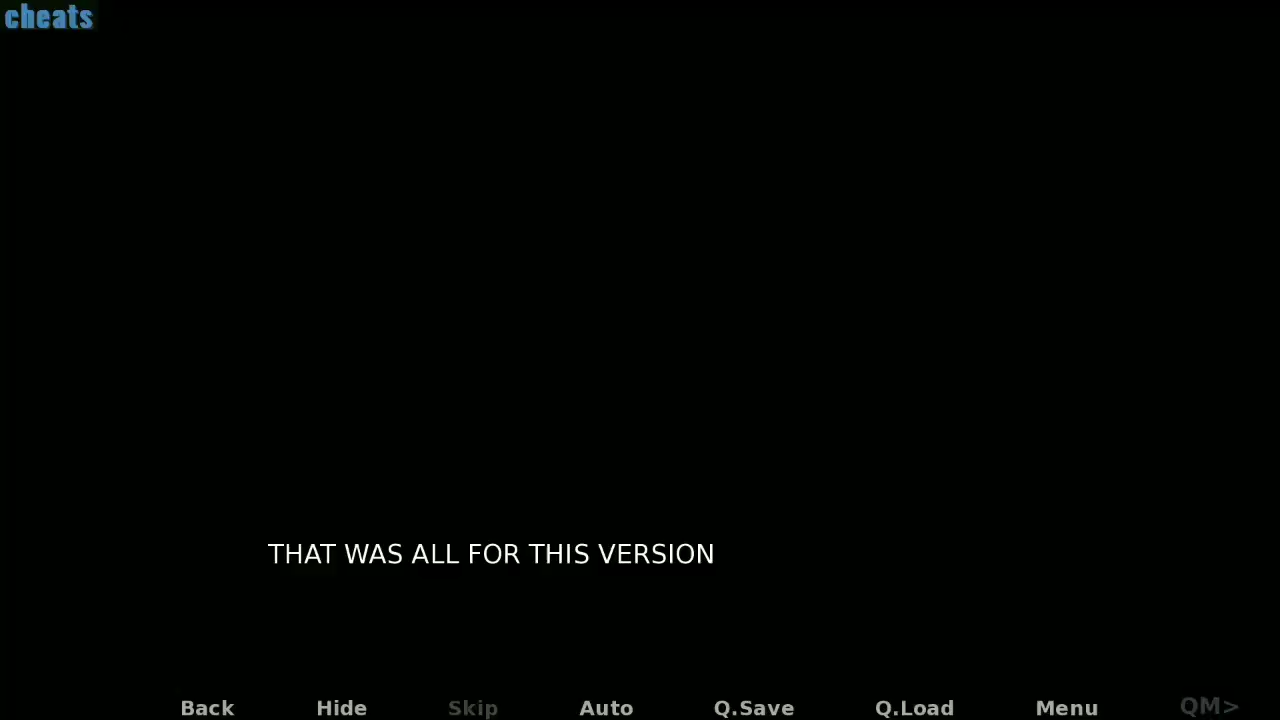 cheats
THAT WAS ALL FOR THIS VERSION
Back Hide Skip Auto Q.Save Q.Load Menu QM>